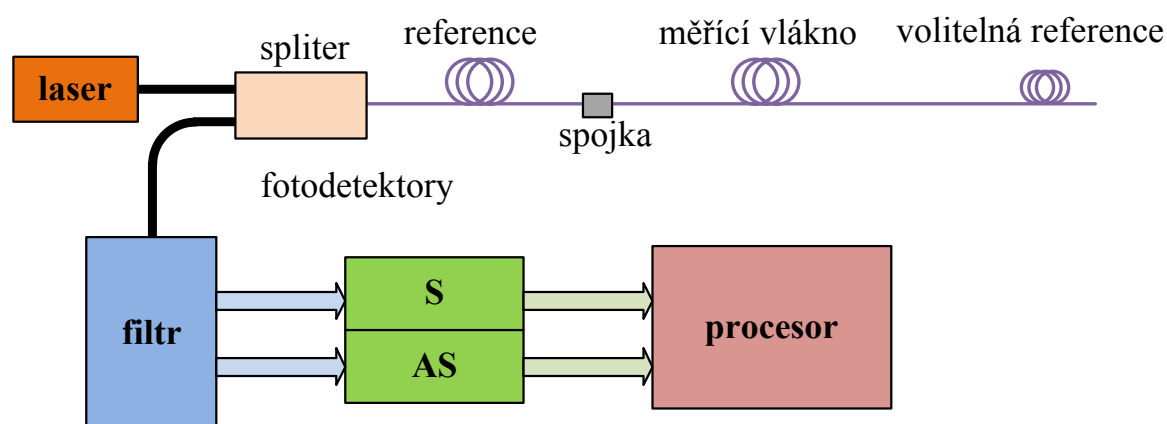 spliter
reference
měřící vlákno
volitelná reference
laser
spojka
fotodetektory
filtr
S
AS
procesor